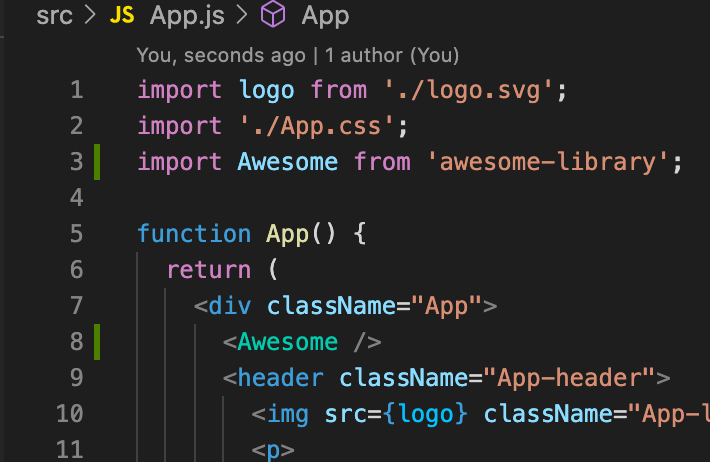 src > JS App.js > App
You, seconds ago | 1 author (You)
1 import logo from './logo.svg';
2 import './App.css';
3 import Awesome from 'awesome-library';
4
5 function App() {
6 return (
7 <div className="App">
8 <Awesome />
9 <header className="App-header">
10 <img src={logo} className="App-l
11 <p>